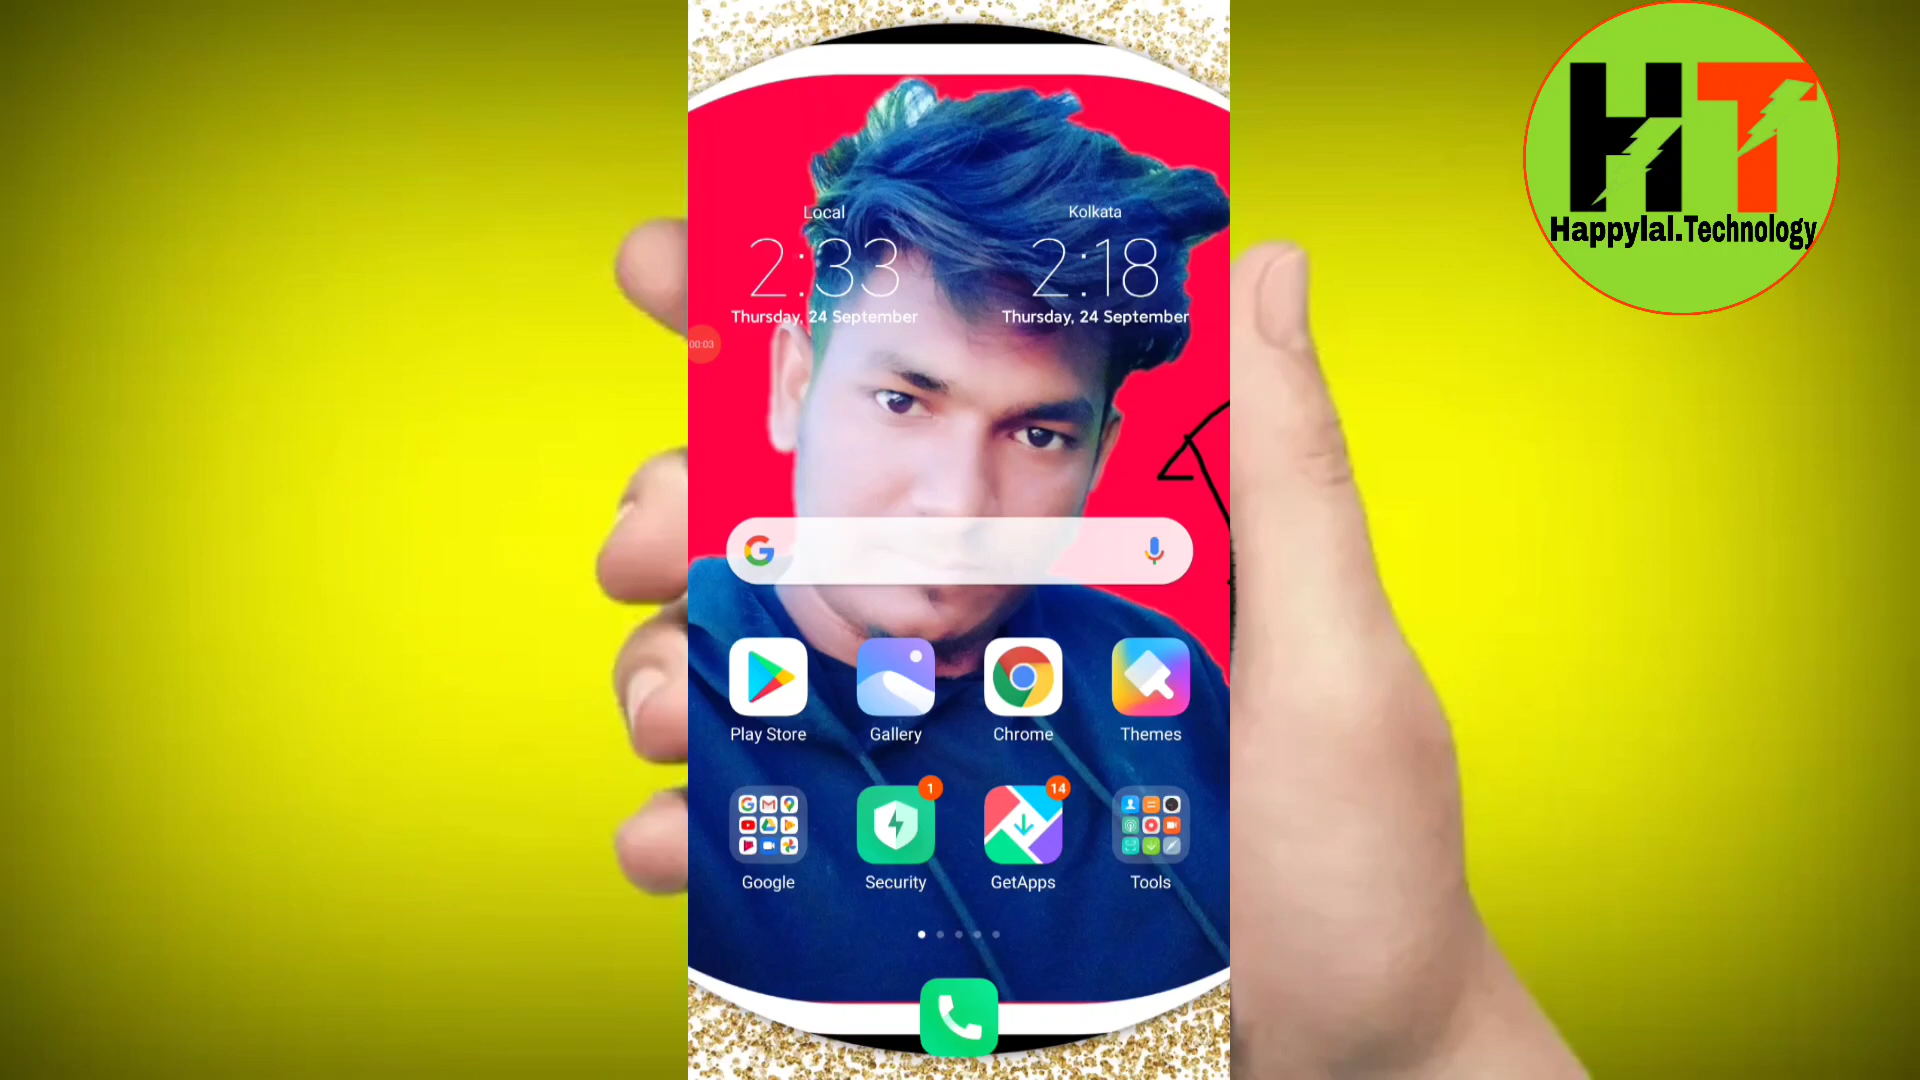 HT
Happylal.Technology
Local
Kolkata
2:33
2:18
Thursday, 24 September
Thursday, 24 September
00:03
G
Play Store
Gallery
Chrome
Themes
1
14
Google
Security
GetApps
Tools